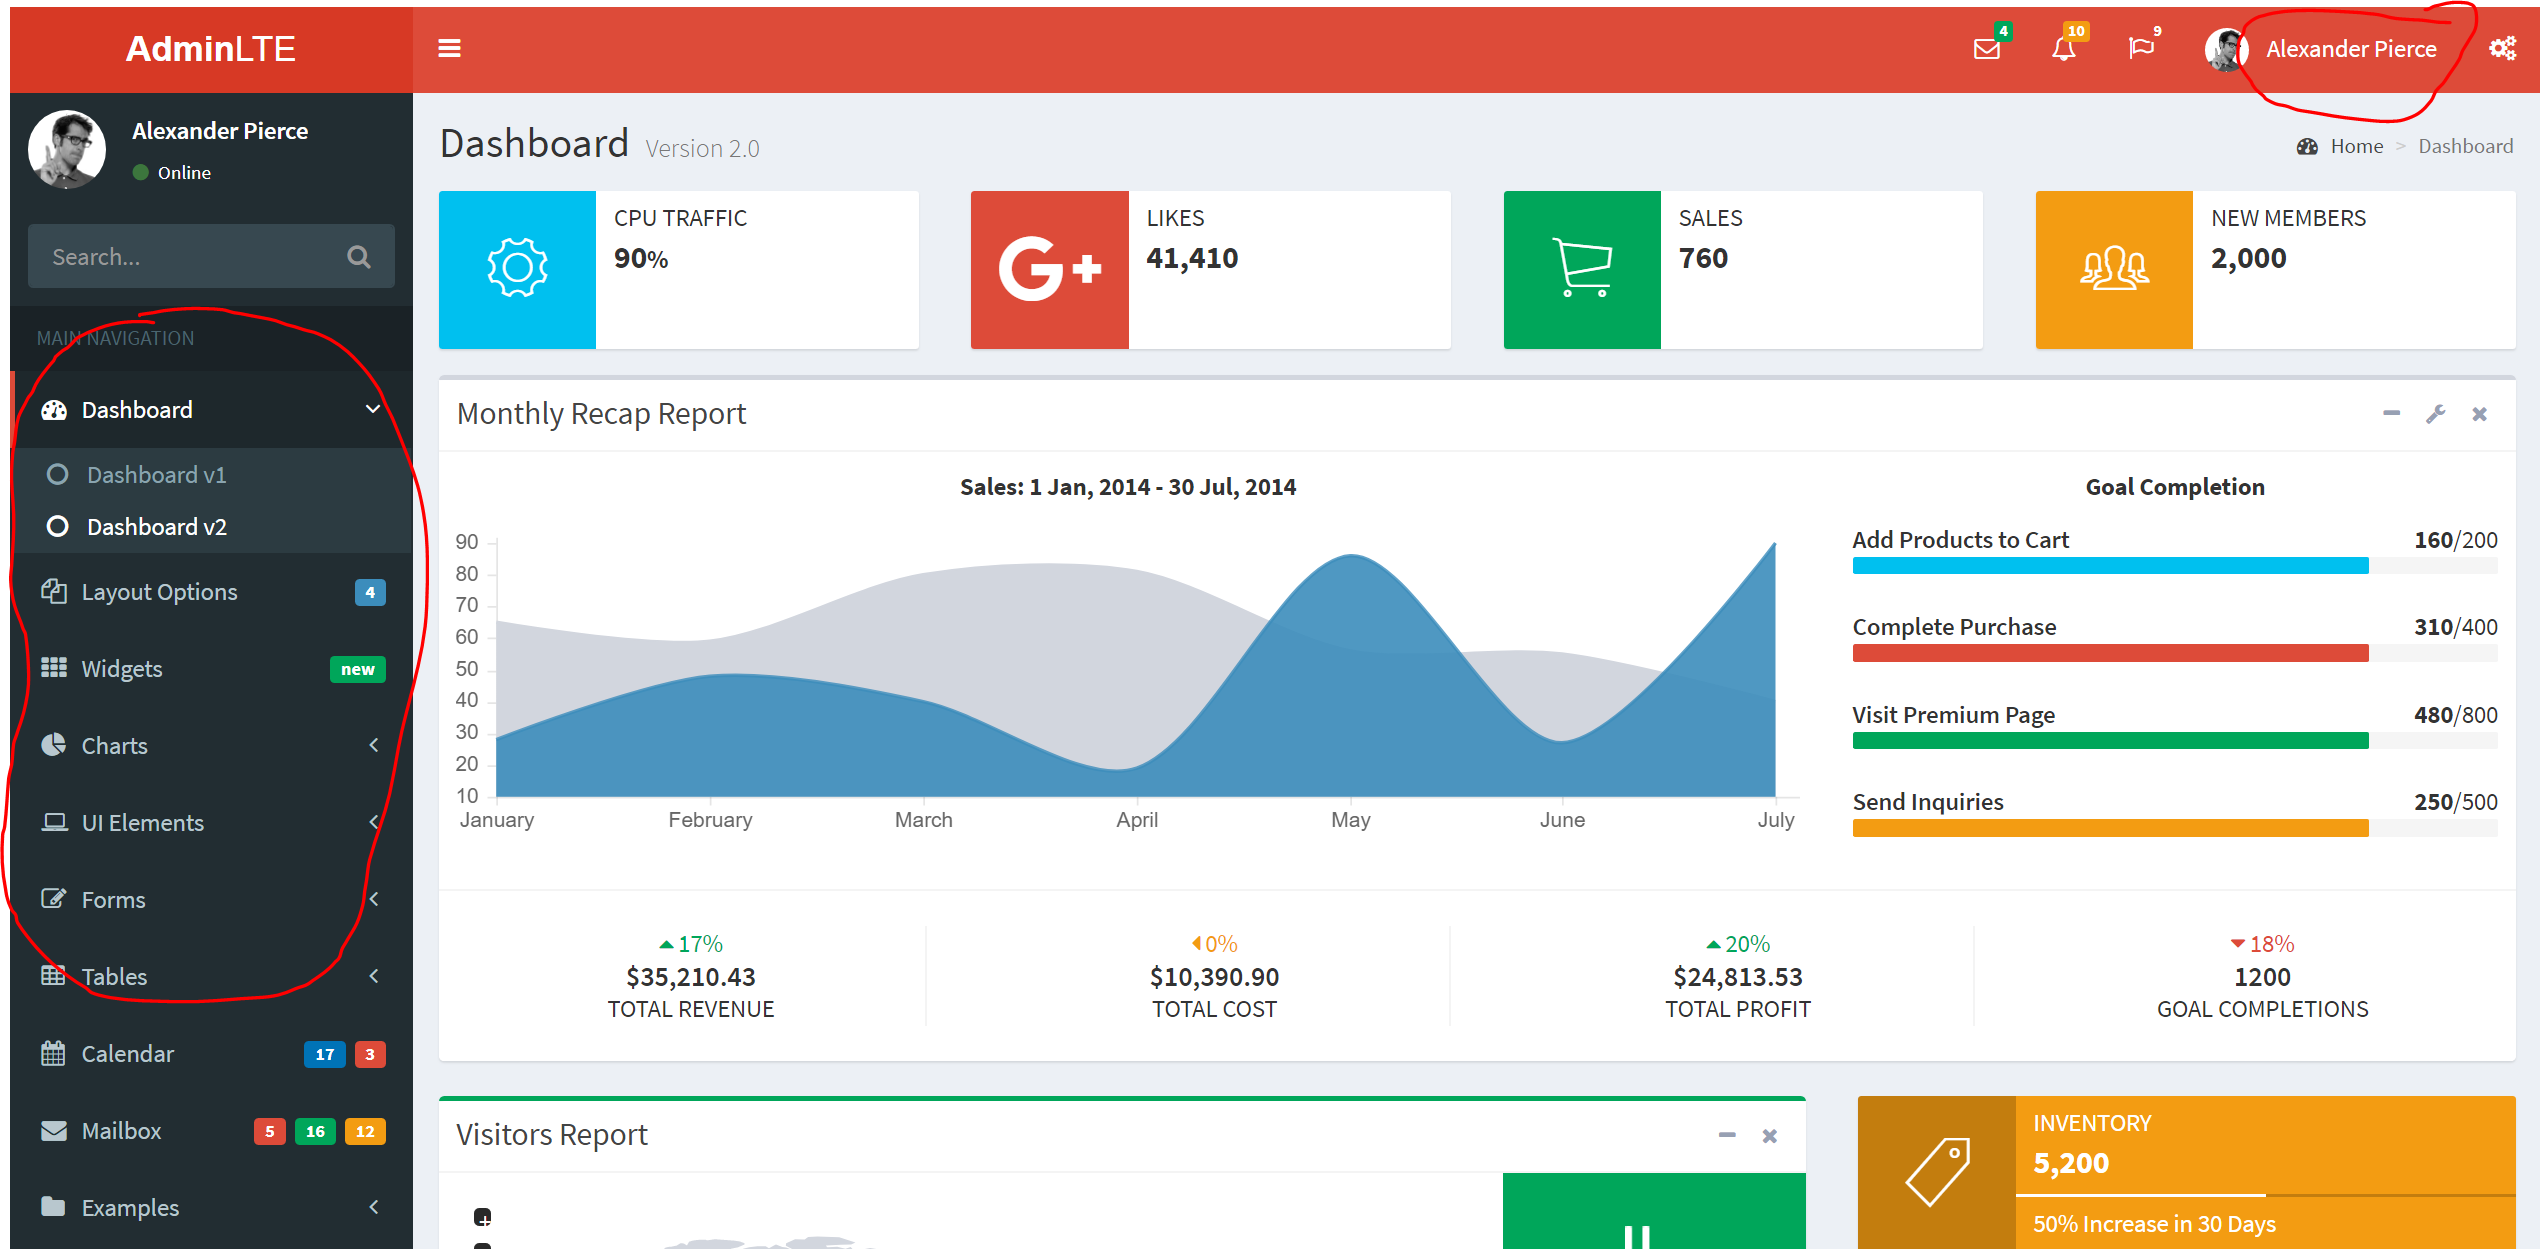 AdminLTE
4
10
9
Alexander Pierce
Alexander Pierce
Online
Search...
MAIN NAVIGATION
Dashboard
Dashboard v1
Dashboard v2
Layout Options 4
Widgets new
Charts
UI Elements
Forms
Tables
Calendar 17 3
Mailbox 5 16 12
Examples
Dashboard Version 2.0
Home > Dashboard
CPU TRAFFIC
90%
LIKES
41,410
SALES
760
NEW MEMBERS
2,000
Monthly Recap Report
Sales: 1 Jan, 2014 - 30 Jul, 2014
90
80
70
60
50
40
30
20
10
January February March April May June July
Goal Completion
Add Products to Cart 160/200
Complete Purchase 310/400
Visit Premium Page 480/800
Send Inquiries 250/500
17%
$35,210.43
TOTAL REVENUE
0%
$10,390.90
TOTAL COST
20%
$24,813.53
TOTAL PROFIT
18%
1200
GOAL COMPLETIONS
Visitors Report
+
INVENTORY
5,200
50% Increase in 30 Days